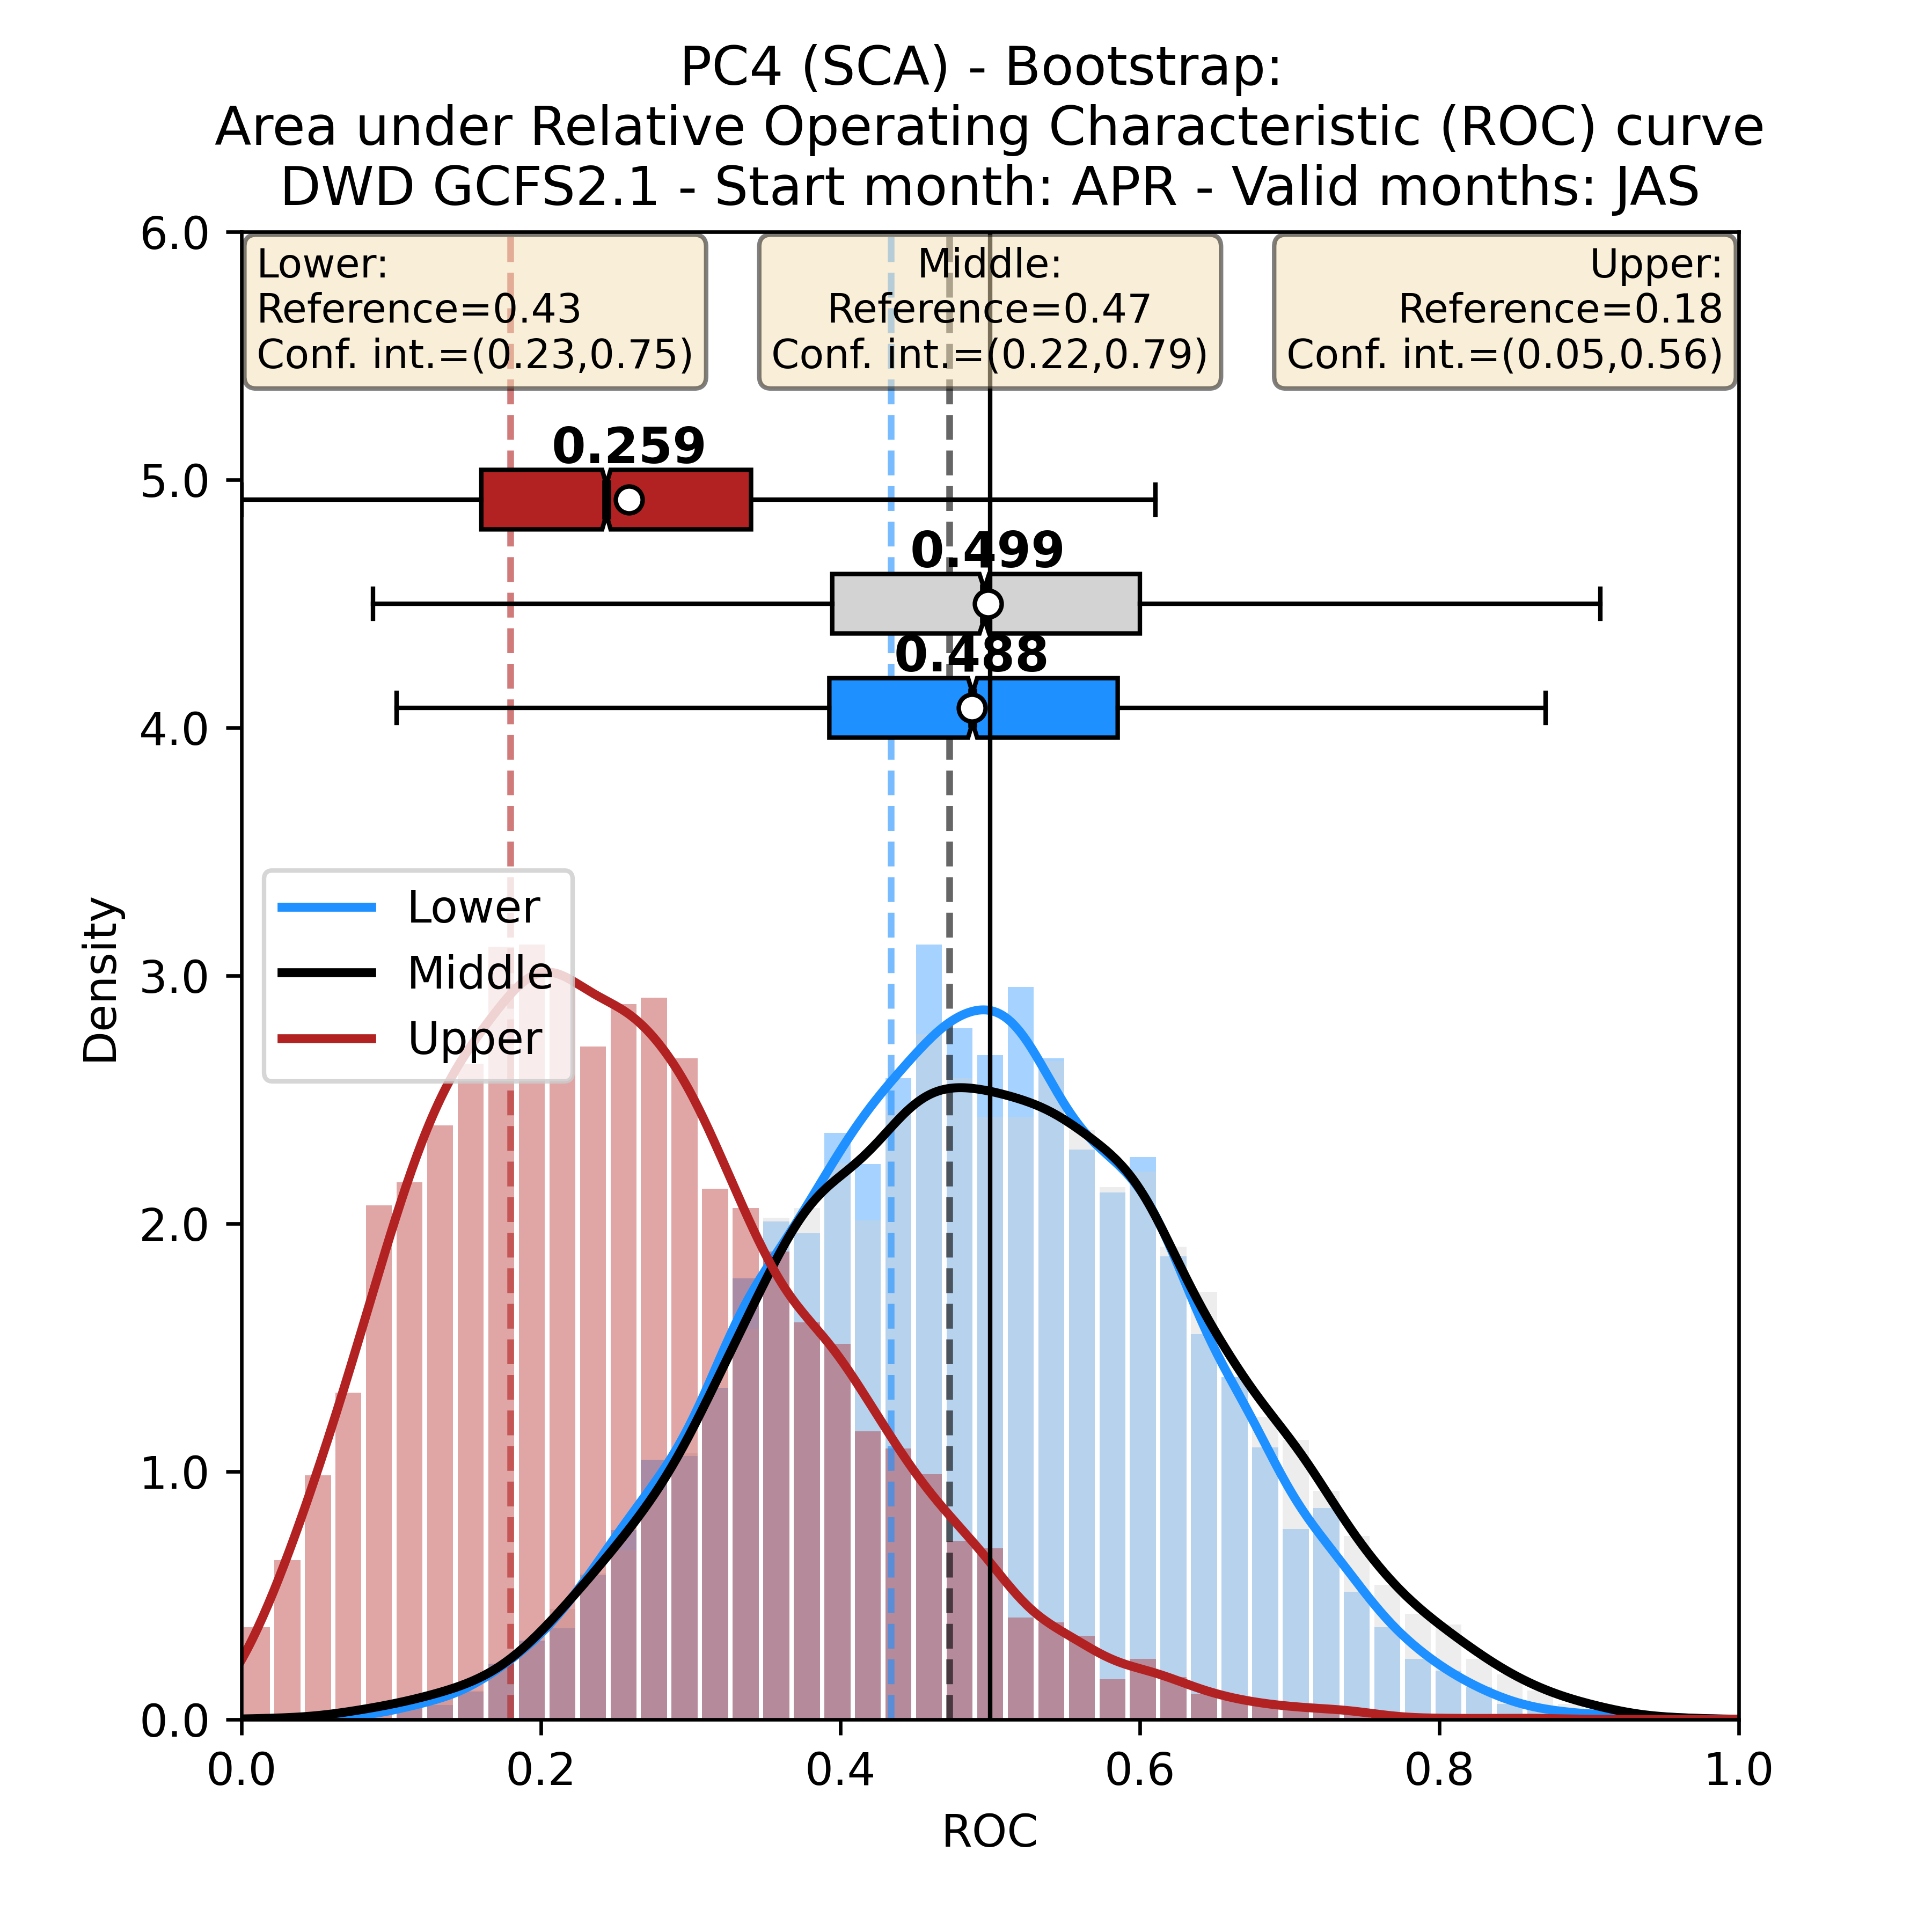 PC4 (SCA) - Bootstrap:
Area under Relative Operating Characteristic (ROC) curve
DWD GCFS2.1 - Start month: APR - Valid months: JAS
Lower:
Reference=0.43
Conf. int.=(0.23,0.75)
Middle:
Reference=0.47
Conf. int.=(0.22,0.79)
Upper:
Reference=0.18
Conf. int.=(0.05,0.56)
0.259
0.499
0.488
Lower
Middle
Upper
Density
6.0
5.0
4.0
3.0
2.0
1.0
0.0
0.0
0.2
0.4
0.6
0.8
1.0
ROC